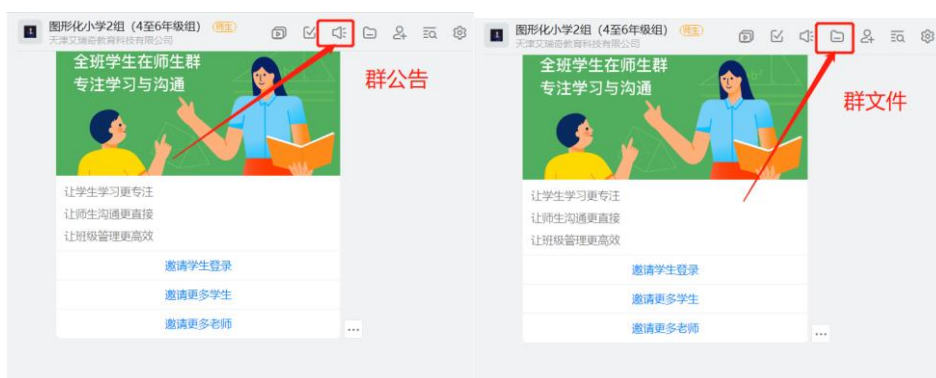 图形化小学2组（4至6年级组） 师生
天津艾瑞奇教育科技有限公司
全班学生在师生群
专注学习与沟通
群公告
让学生学习更专注
让师生沟通更直接
让班级管理更高效
邀请学生登录
邀请更多学生
邀请更多老师
图形化小学2组（4至6年级组） 师生
天津艾瑞奇教育科技有限公司
全班学生在师生群
专注学习与沟通
群文件
让学生学习更专注
让师生沟通更直接
让班级管理更高效
邀请学生登录
邀请更多学生
邀请更多老师